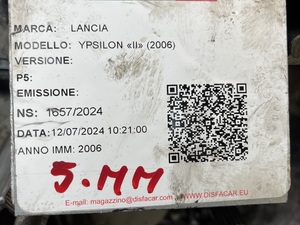 MARCA: LANCIA
MODELLO: YPSILON «II» (2006)
VERSIONE:
P5:
EMISSIONE:
NS: 1657/2024
DATA: 12/07/2024 10:21:00
ANNO IMM: 2006
5.MM
E-mail: magazzino@disfacar.com WWW.DISFACAR.EU